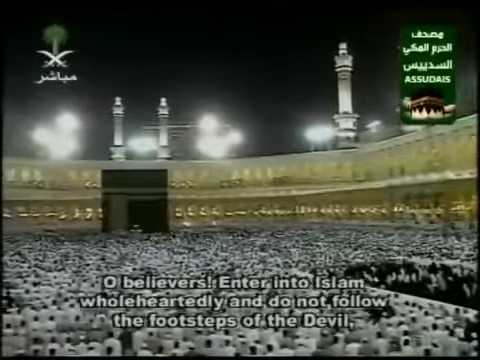 مباشر
مصحف
الحرم المكي
السديس
ASSUDAIS
O believers! Enter into Islam
wholeheartedly and do not follow
the footsteps of the Devil,